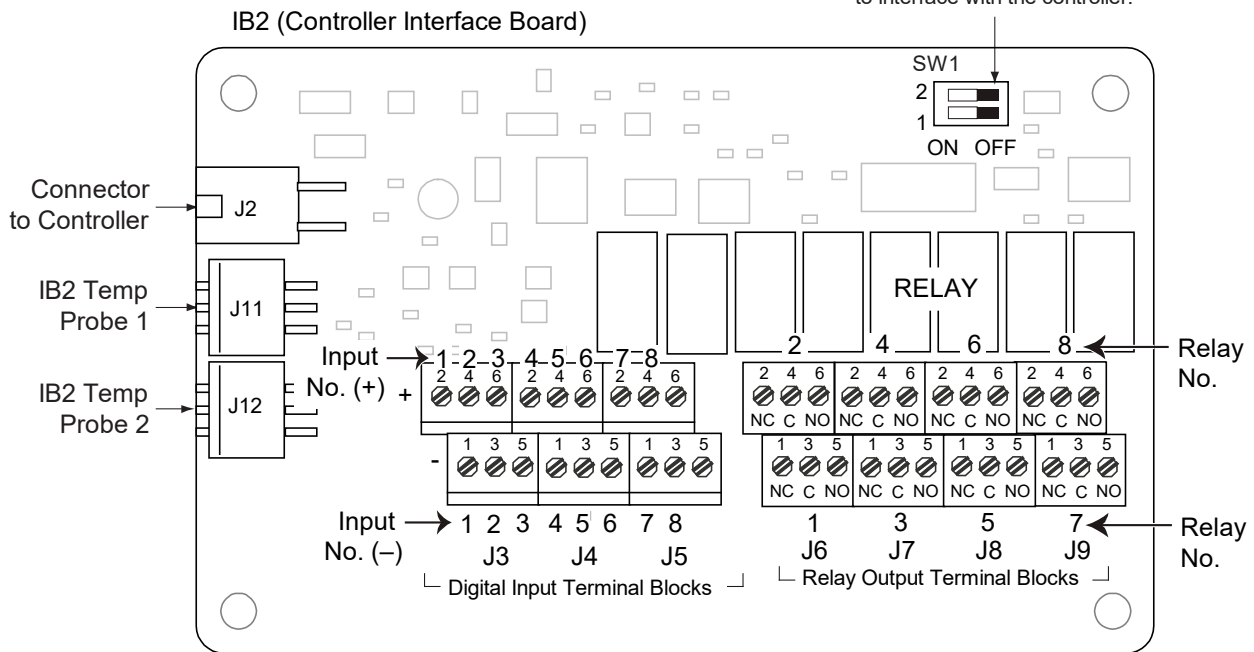 to interface with the controller.
IB2 (Controller Interface Board)
SW1
2
1
ON OFF
Connector
to Controller
J2
IB2 Temp
Probe 1
J11
IB2 Temp
Probe 2
J12
RELAY
2 4 6 8
Relay
No.
Input
No. (+)
1 2 3 4 5 6 7 8
+
2 4 6 2 4 6 2 4 6
2 4 6 2 4 6 2 4 6 2 4 6
NC C NO NC C NO NC C NO NC C NO
-
1 3 5 1 3 5 1 3 5
1 3 5 1 3 5 1 3 5 1 3 5
NC C NO NC C NO NC C NO NC C NO
Input
No. (–)
1 2 3 4 5 6 7 8
J3 J4 J5
Digital Input Terminal Blocks
1 3 5 7
J6 J7 J8 J9
Relay Output Terminal Blocks
Relay
No.